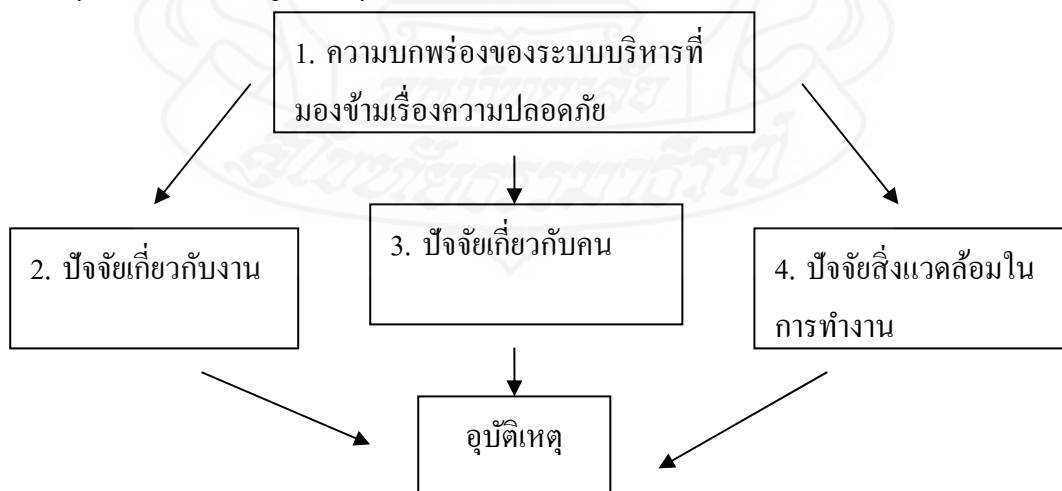 1. ความบกพร่องของระบบบริหารที่
มองข้ามเรื่องความปลอดภัย
2. ปัจจัยเกี่ยวกับงาน
3. ปัจจัยเกี่ยวกับคน
4. ปัจจัยสิ่งแวดล้อมใน
การทำงาน
อุบัติเหตุ